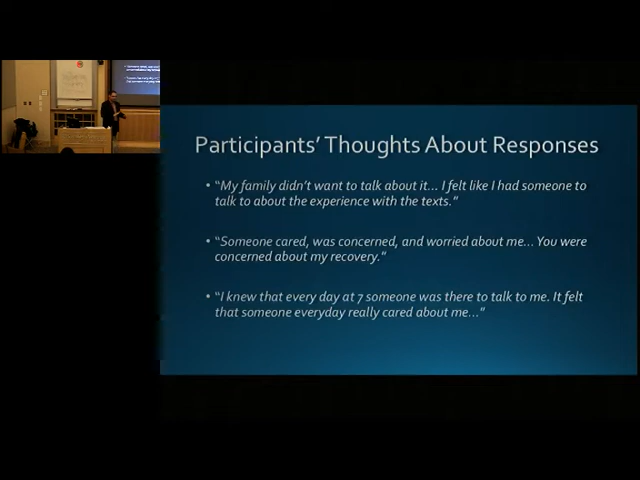 Participants' Thoughts About Responses
• "My family didn't want to talk about it... I felt like I had someone to
talk to about the experience with the texts."
• "Someone cared, was concerned, and worried about me... You were
concerned about my recovery."
• "I knew that every day at 7 someone was there to talk to me. It felt
that someone everyday really cared about me..."